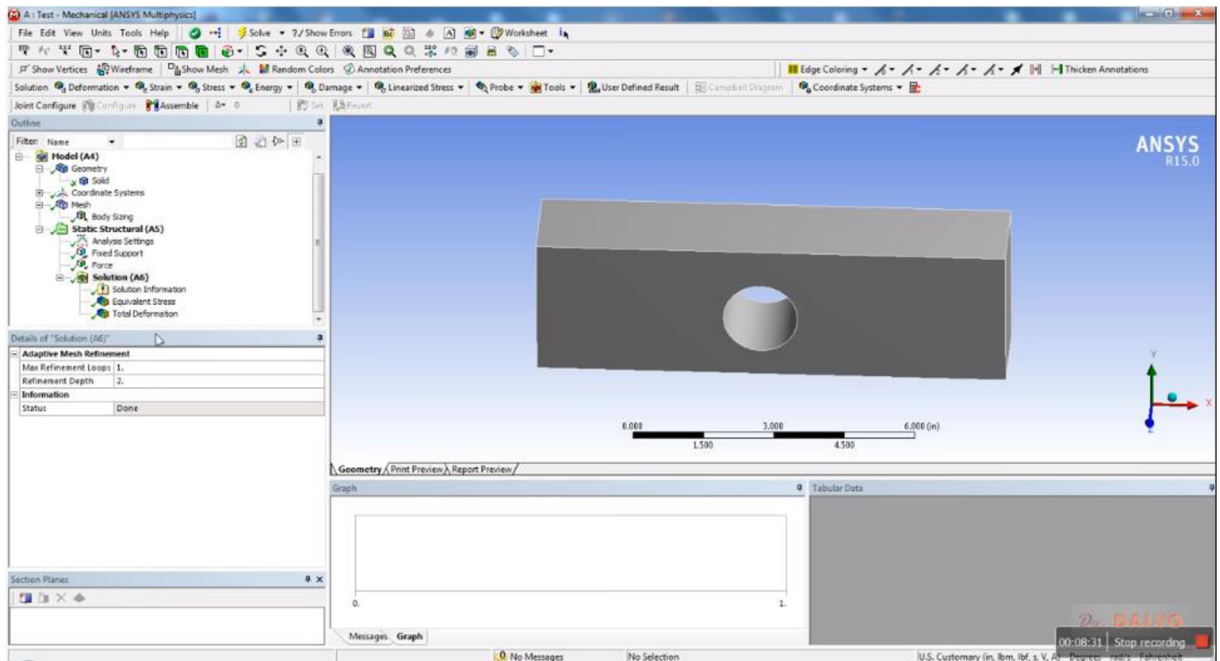 A : Test - Mechanical [ANSYS Multiphysics]
File Edit View Units Tools Help Solve ?/ Show Errors Worksheet
Show Vertices Wireframe Show Mesh Random Colors Annotation Preferences Edge Coloring Thicken Annotations
Solution Deformation Strain Stress Energy Damage Linearized Stress Probe Tools User Defined Result Campbell Diagram Coordinate Systems
Joint Configure Configure Assemble Δ= 0 Set Revert
Outline
Filter: Name
Model (A4)
Geometry
Solid
Coordinate Systems
Mesh
Body Sizing
Static Structural (A5)
Analysis Settings
Fixed Support
Force
Solution (A6)
Solution Information
Equivalent Stress
Total Deformation
Details of "Solution (A6)"
Adaptive Mesh Refinement
Max Refinement Loops 1.
Refinement Depth 2.
Information
Status Done
Section Planes
ANSYS
R15.0
Y
X
Z
0.000 3.000 6.000 (in)
1.500 4.500
Geometry Print Preview Report Preview
Graph
Tabular Data
0. 1.
Messages Graph
Dr. DALYO
00:08:31 Stop recording
0 No Messages No Selection U.S. Customary (in, lbm, lbf, s, V, A) Degrees rad/s Fahrenheit